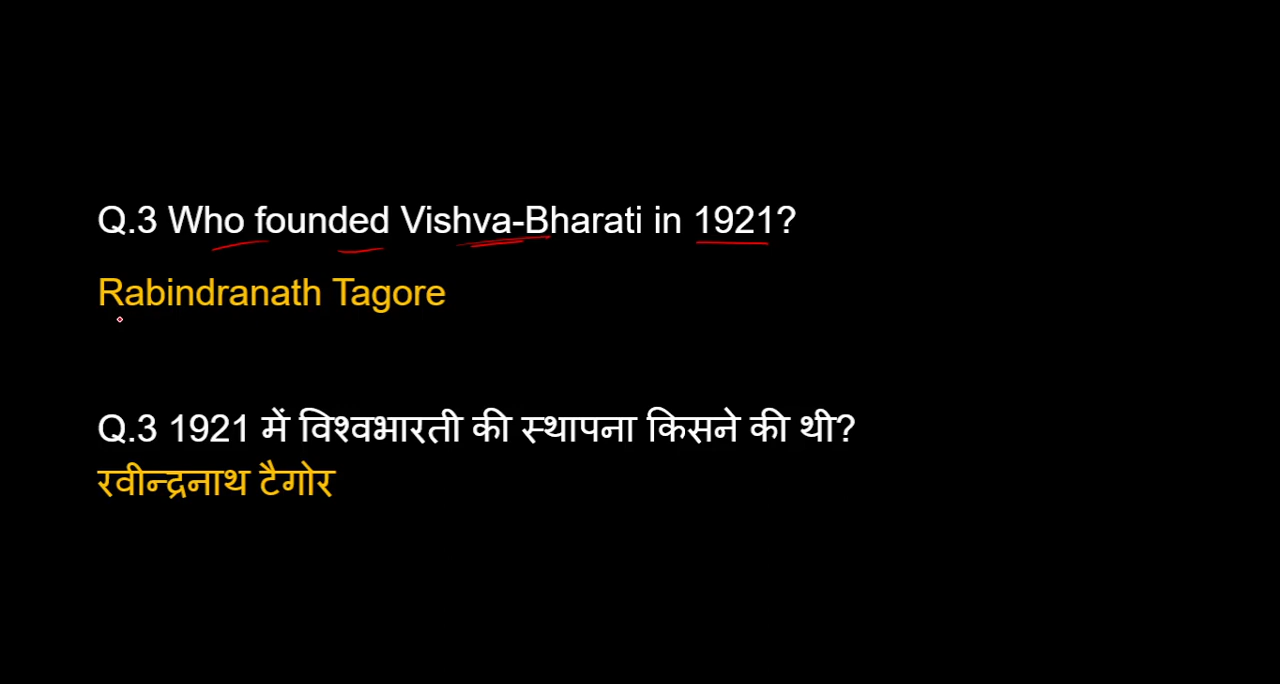 Q.3 Who founded Vishva-Bharati in 1921?
Rabindranath Tagore
Q.3 1921 में विश्वभारती की स्थापना किसने की थी?
रवीन्द्रनाथ टैगोर